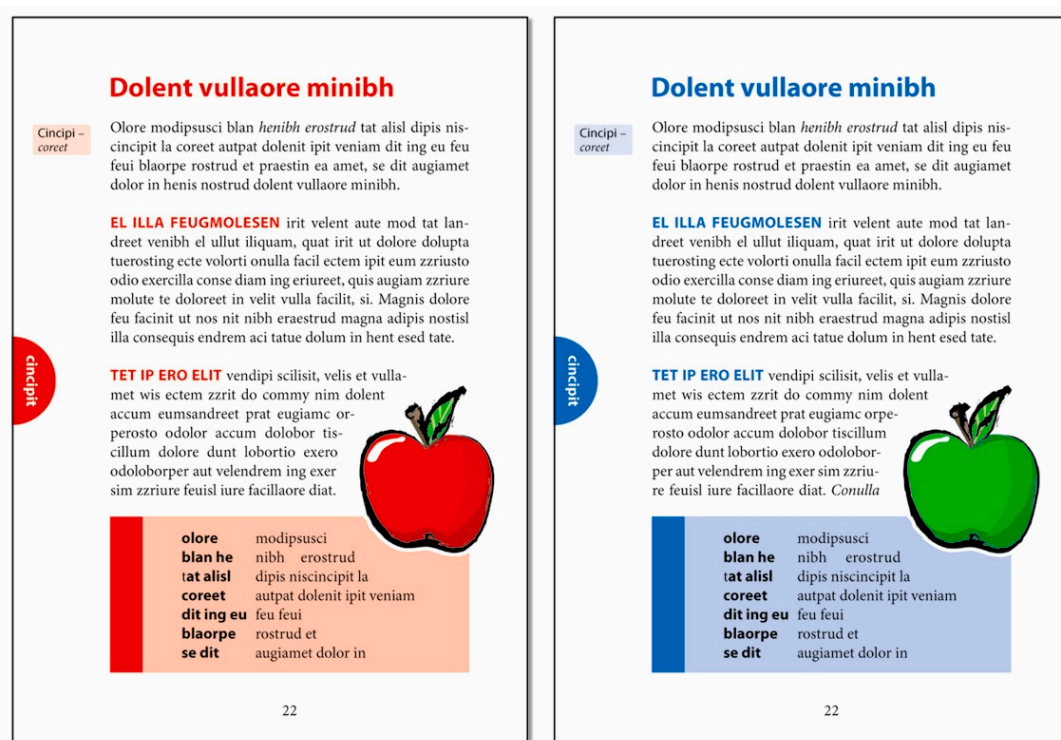 Dolent vullaore minibh
Cincipi –
coreet
Olore modipsusci blan henibh erostrud tat alisl dipis nis-
cincipit la coreet autpat dolenit ipit veniam dit ing eu feu
feui blaorpe rostrud et praestin ea amet, se dit augiamet
dolor in henis nostrud dolent vullaore minibh.
EL ILLA FEUGMOLESEN irit velent aute mod tat lan-
dreet venibh el ullut iliquam, quat irit ut dolore dolupta
tuerosting ecte volorti onulla facil ectem ipit eum zzriusto
odio exercilla conse diam ing eriureet, quis augiam zzriure
molute te doloreet in velit vulla facilit, si. Magnis dolore
feu facinit ut nos nit nibh eraestrud magna adipis nostisl
illa consequis endrem aci tatue dolum in hent esed tate.
cincipit
TET IP ERO ELIT vendipi scilisit, velis et vulla-
met wis ectem zzrit do commy nim dolent
accum eumsandreet prat eugiamc or-
perosto odolor accum dolobor tis-
cillum dolore dunt lobortio exero
odoloborper aut velendrem ing exer
sim zzriure feuisl iure facillaore diat.
olore modipsusci
blan he nibh erostrud
tat alisl dipis niscincipit la
coreet autpat dolenit ipit veniam
dit ing eu feu feui
blaorpe rostrud et
se dit augiamet dolor in
22
Dolent vullaore minibh
Cincipi –
coreet
Olore modipsusci blan henibh erostrud tat alisl dipis nis-
cincipit la coreet autpat dolenit ipit veniam dit ing eu feu
feui blaorpe rostrud et praestin ea amet, se dit augiamet
dolor in henis nostrud dolent vullaore minibh.
EL ILLA FEUGMOLESEN irit velent aute mod tat lan-
dreet venibh el ullut iliquam, quat irit ut dolore dolupta
tuerosting ecte volorti onulla facil ectem ipit eum zzriusto
odio exercilla conse diam ing eriureet, quis augiam zzriure
molute te doloreet in velit vulla facilit, si. Magnis dolore
feu facinit ut nos nit nibh eraestrud magna adipis nostisl
illa consequis endrem aci tatue dolum in hent esed tate.
cincipit
TET IP ERO ELIT vendipi scilisit, velis et vulla-
met wis ectem zzrit do commy nim dolent
accum eumsandreet prat eugiamc orpe-
rosto odolor accum dolobor tiscillum
dolore dunt lobortio exero odolobor-
per aut velendrem ing exer sim zzriu-
re feuisl iure facillaore diat. Conulla
olore modipsusci
blan he nibh erostrud
tat alisl dipis niscincipit la
coreet autpat dolenit ipit veniam
dit ing eu feu feui
blaorpe rostrud et
se dit augiamet dolor in
22